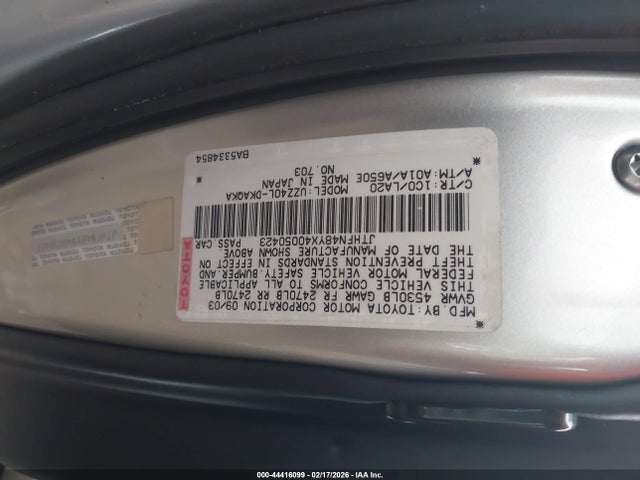 MFD. BY:TOYOTA MOTOR CORPORATION 09/03
GVWR 4530LB GAWR FR 2470LB RR 2470LB
THIS VEHICLE CONFORMS TO ALL APPLICABLE
FEDERAL MOTOR VEHICLE SAFETY.BUMPER.AND
THEFT PREVENTION STANDARDS IN EFFECT ON
THE DATE OF MANUFACTURE SHOWN ABOVE.
JTHFN48YX40050423 PASS.CAR
ATOYOT
MODEL:UZZ40L-DKAQKA
C/TR:1C0/LA20 MADE IN JAPAN
A/TM:A01A/A650E NO.703
BA5334854
000-44416099 | 02/17/2026 | IAA Inc.